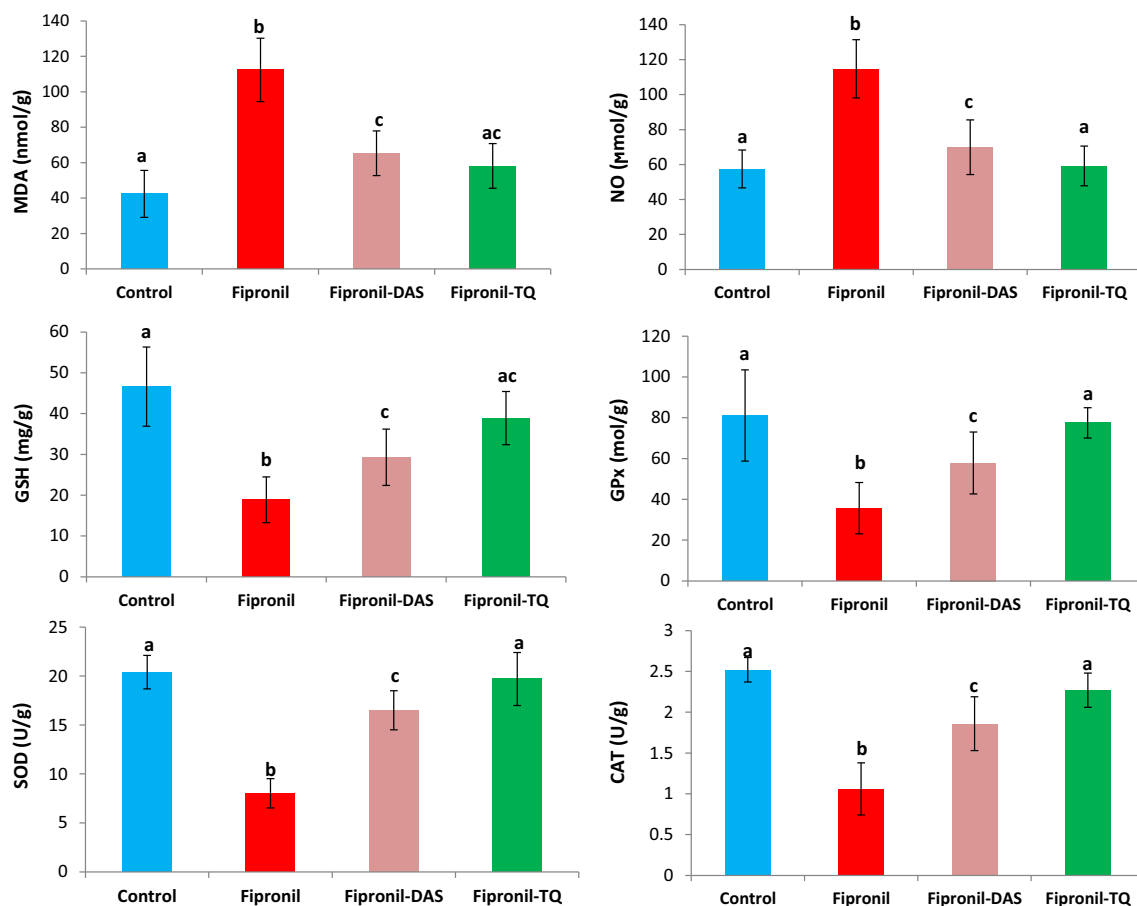 MDA (nmol/g)
140
120
100
80
60
40
20
0
a
b
c
ac
Control Fipronil Fipronil-DAS Fipronil-TQ
NO (мmol/g)
140
120
100
80
60
40
20
0
a
b
c
a
Control Fipronil Fipronil-DAS Fipronil-TQ
GSH (mg/g)
60
50
40
30
20
10
0
a
b
c
ac
Control Fipronil Fipronil-DAS Fipronil-TQ
GPx (mol/g)
120
100
80
60
40
20
0
a
b
c
a
Control Fipronil Fipronil-DAS Fipronil-TQ
SOD (U/g)
25
20
15
10
5
0
a
b
c
a
Control Fipronil Fipronil-DAS Fipronil-TQ
CAT (U/g)
3
2.5
2
1.5
1
0.5
0
a
b
c
a
Control Fipronil Fipronil-DAS Fipronil-TQ